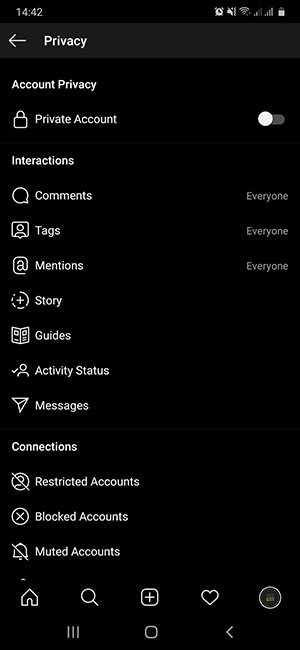 14:42
Privacy
Account Privacy
Private Account
Interactions
Comments Everyone
Tags Everyone
Mentions Everyone
Story
Guides
Activity Status
Messages
Connections
Restricted Accounts
Blocked Accounts
Muted Accounts